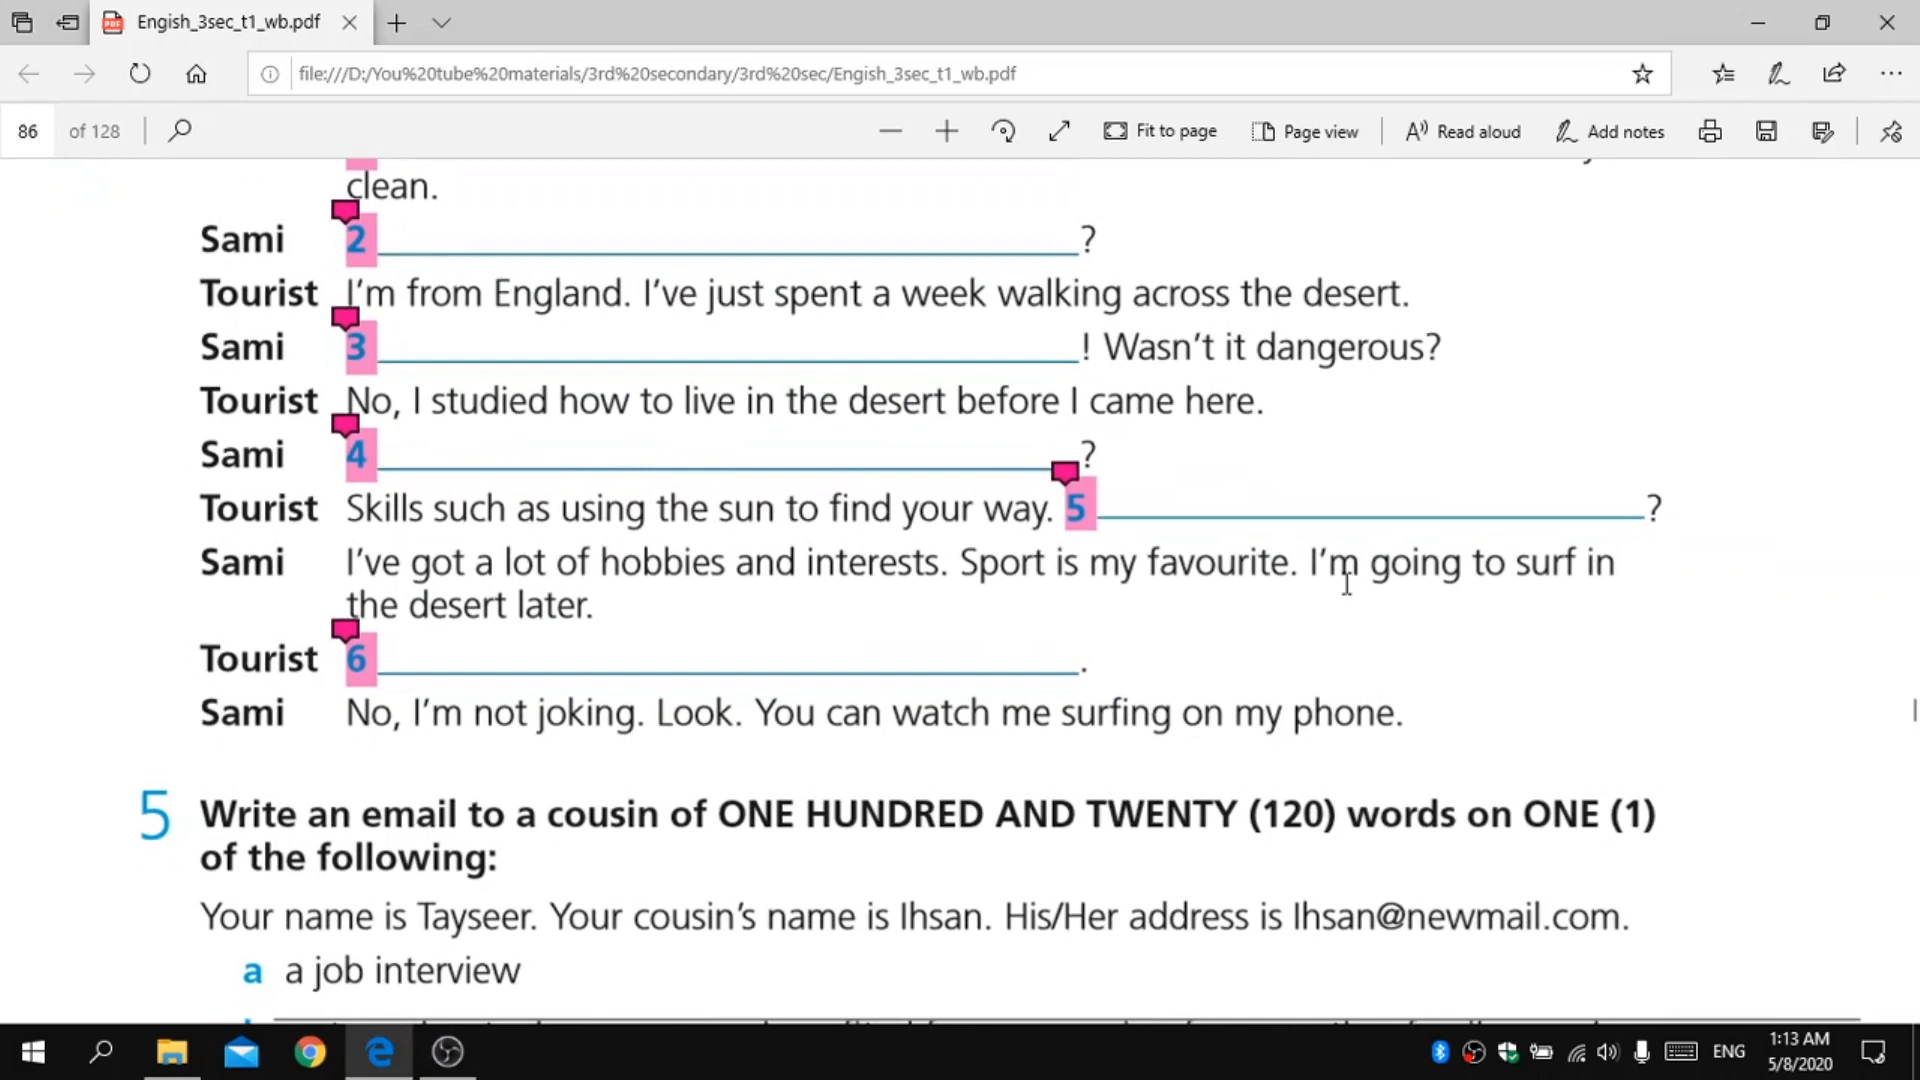 Engish_3sec_t1_wb.pdf
file:///D:/You%20tube%20materials/3rd%20secondary/3rd%20sec/Engish_3sec_t1_wb.pdf
86 of 128 Fit to page Page view Read aloud Add notes
clean.
Sami 2 ?
Tourist I'm from England. I've just spent a week walking across the desert.
Sami 3 ! Wasn't it dangerous?
Tourist No, I studied how to live in the desert before I came here.
Sami 4 ?
Tourist Skills such as using the sun to find your way. 5 ?
Sami I've got a lot of hobbies and interests. Sport is my favourite. I'm going to surf in
the desert later.
Tourist 6 .
Sami No, I'm not joking. Look. You can watch me surfing on my phone.
5 Write an email to a cousin of ONE HUNDRED AND TWENTY (120) words on ONE (1)
of the following:
Your name is Tayseer. Your cousin's name is Ihsan. His/Her address is Ihsan@newmail.com.
a a job interview
ENG 1:13 AM
5/8/2020